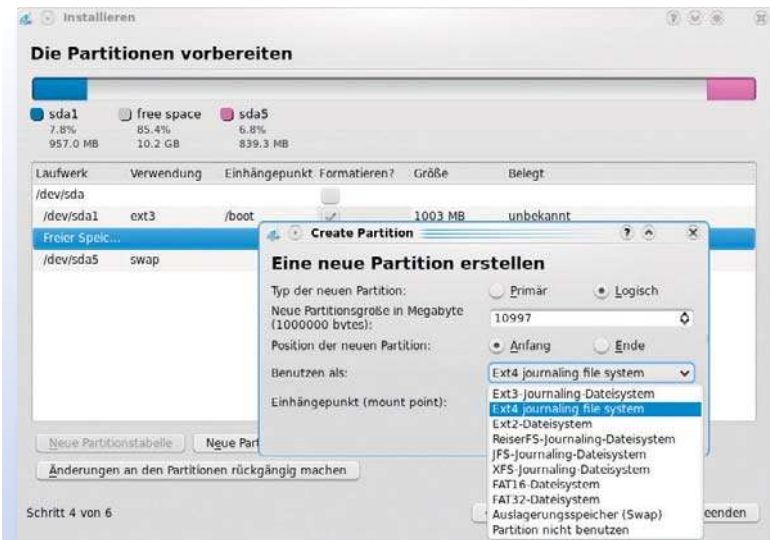 Installieren
Die Partitionen vorbereiten
sda1 free space sda5
7.8% 85.4% 6.8%
957.0 MB 10.2 GB 839.3 MB
Laufwerk Verwendung Einhängepunkt Formatieren? Größe Belegt
/dev/sda
/dev/sda1 ext3 /boot 1003 MB unbekannt
Freier Speic...
/dev/sda5 swap
Create Partition
Eine neue Partition erstellen
Typ der neuen Partition: Primär Logisch
Neue Partitionsgröße in Megabyte
(1000000 bytes): 10997
Position der neuen Partition: Anfang Ende
Benutzen als: Ext4 journaling file system
Einhängepunkt (mount point):
Ext3-Journaling-Dateisystem
Ext4 journaling file system
Ext2-Dateisystem
ReiserFS-Journaling-Dateisystem
JFS-Journaling-Dateisystem
XFS-Journaling-Dateisystem
FAT16-Dateisystem
FAT32-Dateisystem
Auslagerungsspeicher (Swap)
Partition nicht benutzen
Neue Partitionstabelle Neue Part
Änderungen an den Partitionen rückgängig machen
Schritt 4 von 6 eenden